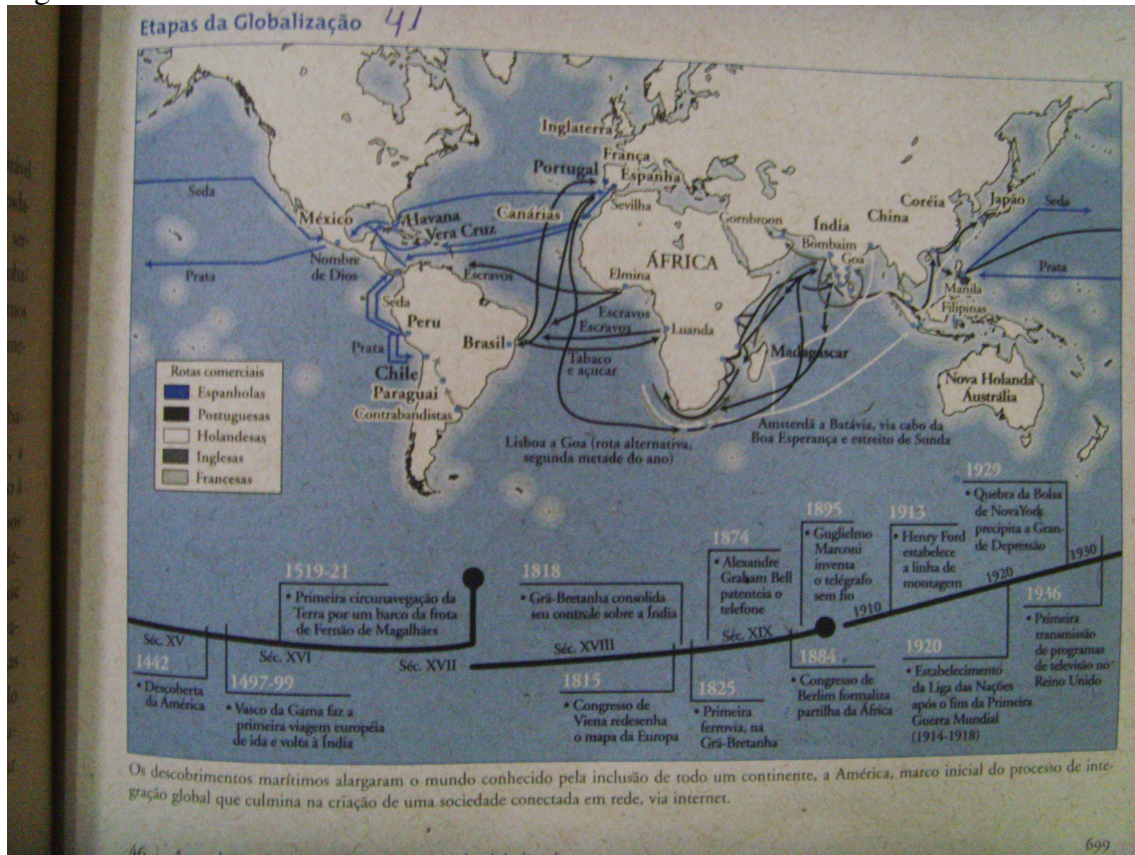 Etapas da Globalização 41
Inglaterra
França
Portugal
Espanha
Sevilha
Canárias
Seda
México
Havana
Vera Cruz
Prata
Nombre
de Dios
Escravos
Elmina
ÁFRICA
Gombroon
Índia
Bombaim
Goa
China
Coréia
Japão
Seda
Prata
Manila
Filipinas
Seda
Peru
Prata
Brasil
Escravos
Escravos
Luanda
Tabaco
e açucar
Madagáscar
Chile
Paraguai
Contrabandistas
Nova Holanda
Áustrália
Rotas comerciais
Espanholas
Portuguesas
Holandesas
Inglesas
Francesas
Lisboa a Goa (rota alternativa,
segunda metade do ano)
Amsterdã a Batávia, via cabo da
Boa Esperança e estreito de Sunda
1519-21
• Primeira circunavegação da
Terra por um barco da frota
de Fernão de Magalhães
1818
• Grã-Bretanha consolida
seu controle sobre a Índia
1874
• Alexandre
Graham Bell
patenteia o
telefone
1895
• Guglielmo
Marconi
inventa
o telégrafo
sem fio
1913
• Henry Ford
estabelece
a linha de
montagem
1929
• Quebra da Bolsa
de Nova York
precipita a Gran-
de Depressão
Séc. XV
Séc. XVI
Séc. XVII
Séc. XVIII
Séc. XIX
1910
1920
1930
1442
• Descoberta
da América
1497-99
• Vasco da Gama faz a
primeira viagem européia
de ida e volta à Índia
1815
• Congresso de
Viena redesenha
o mapa da Europa
1825
• Primeira
ferrovia, na
Grã-Bretanha
1884
• Congresso de
Berlim formaliza
partilha da África
1920
• Estabelecimento
da Liga das Nações
após o fim da Primeira
Guerra Mundial
(1914-1918)
1936
• Primeira
transmissão
de programas
de televisão no
Reino Unido
Os descobrimentos marítimos alargaram o mundo conhecido pela inclusão de todo um continente, a América, marco inicial do processo de inte-
gração global que culmina na criação de uma sociedade conectada em rede, via internet.
699